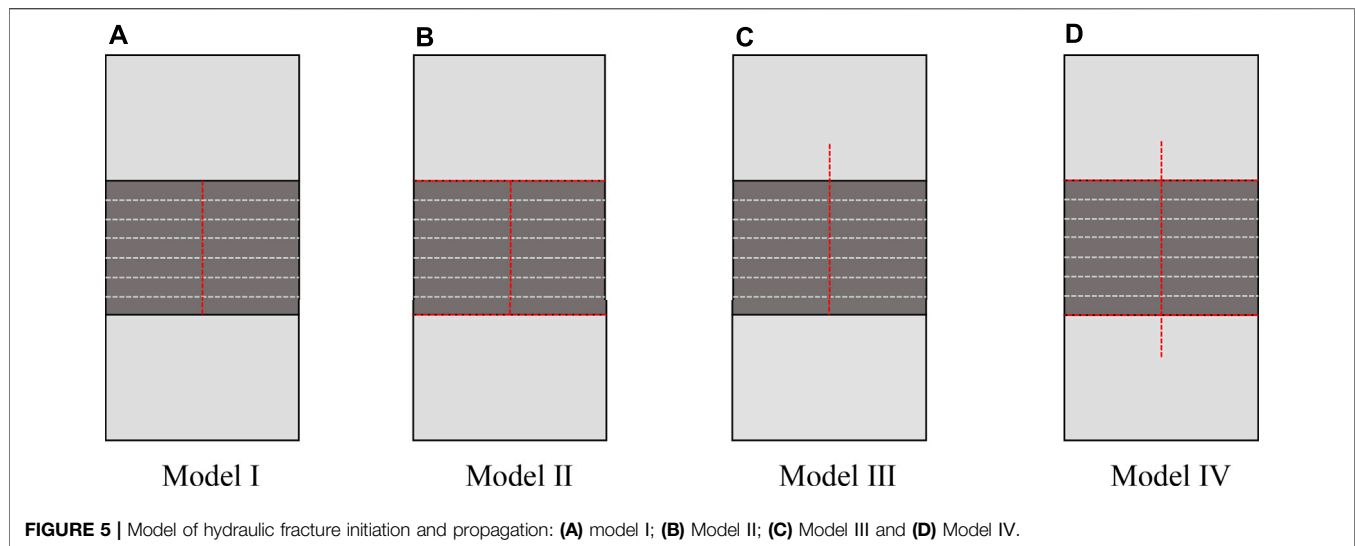 A B C D
Model I Model II Model III Model IV
FIGURE 5 | Model of hydraulic fracture initiation and propagation: (A) model I; (B) Model II; (C) Model III and (D) Model IV.